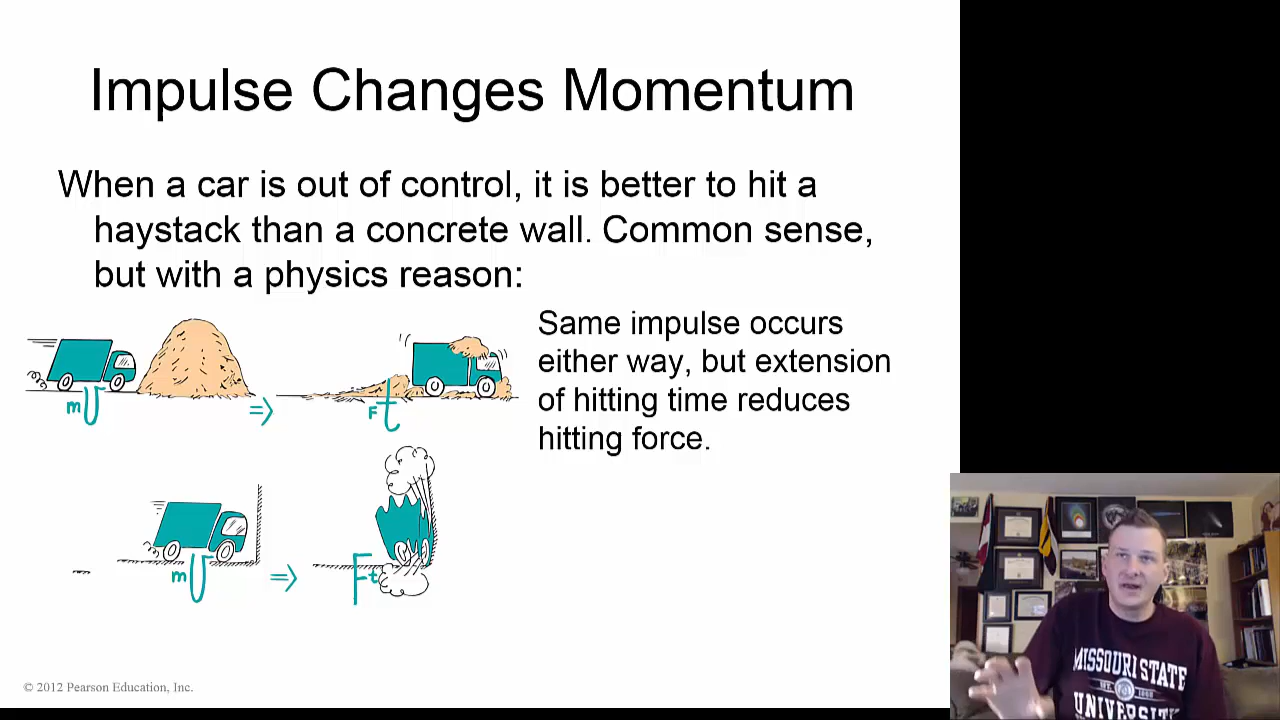 Impulse Changes Momentum
When a car is out of control, it is better to hit a
haystack than a concrete wall. Common sense,
but with a physics reason:
Same impulse occurs
either way, but extension
of hitting time reduces
hitting force.
mv
=>
Ft
mv
=>
Ft
© 2012 Pearson Education, Inc.
MISSOURI STATE
UNIVERSITY